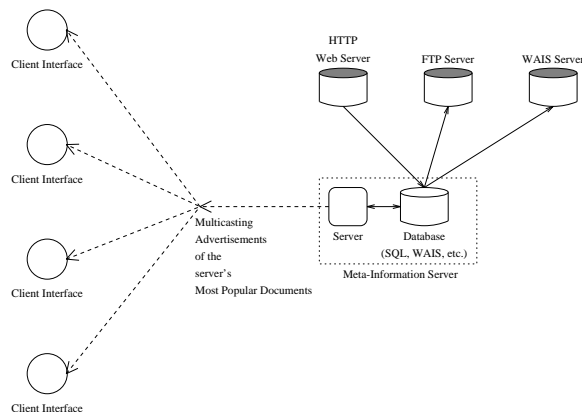 Client Interface
Client Interface
Client Interface
Client Interface
HTTP
Web Server
FTP Server
WAIS Server
Multicasting
Advertisements
of the
server's
Most Popular Documents
Server
Database
(SQL, WAIS, etc.)
Meta-Information Server